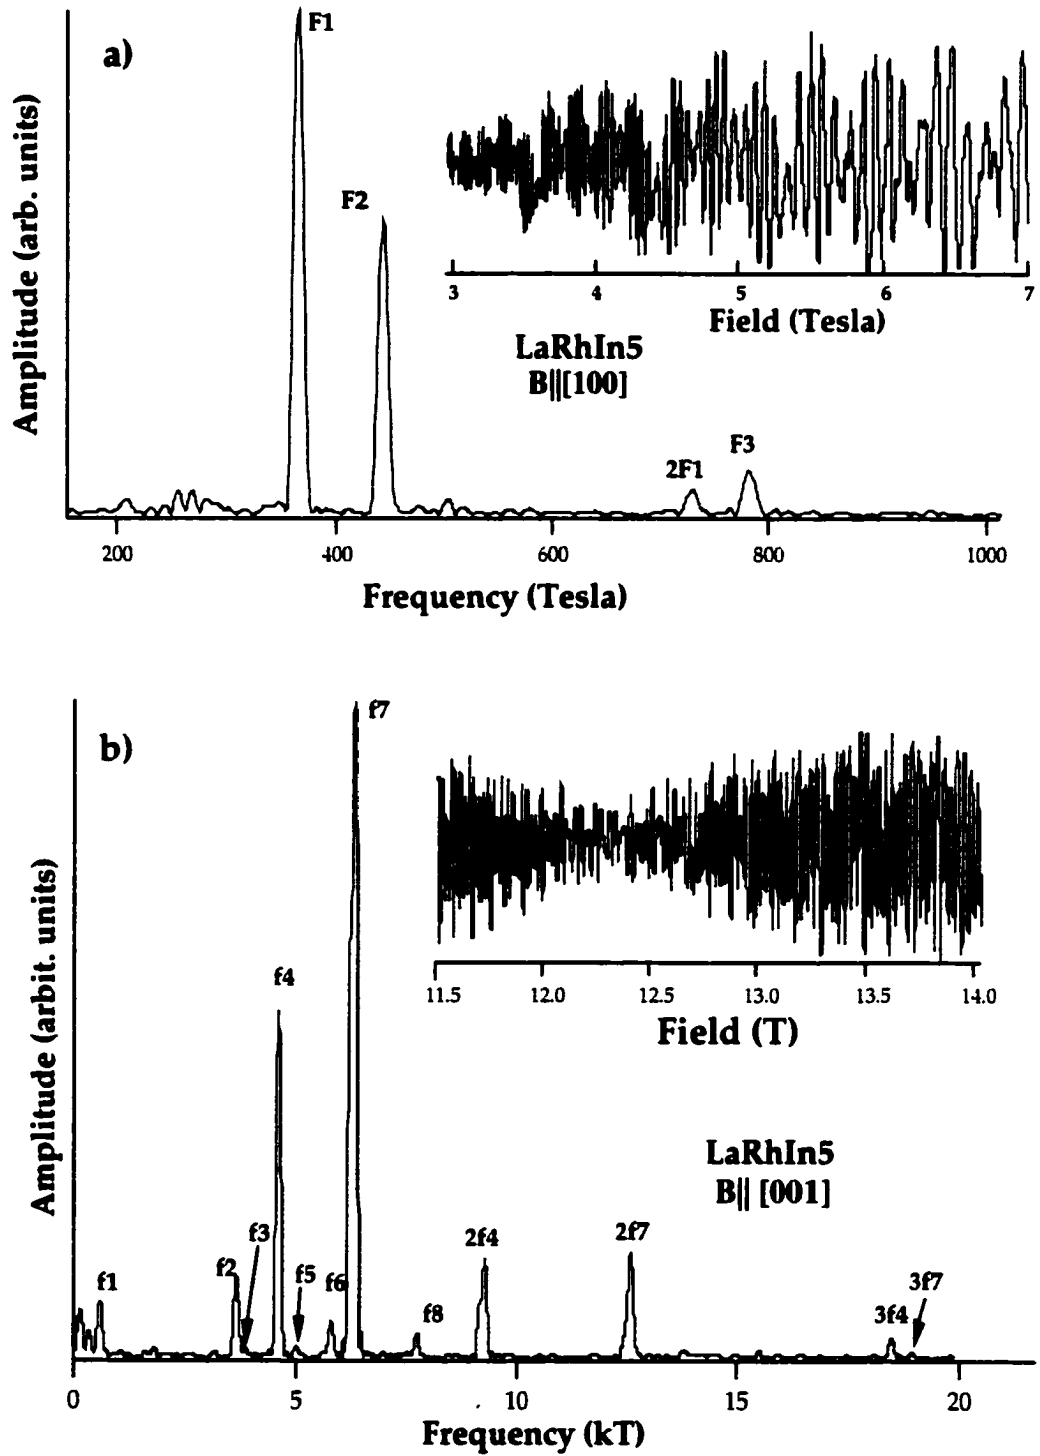 a)
F1
F2
2F1
F3
Amplitude (arb. units)
3 4 5 6 7
Field (Tesla)
LaRhIn5
B||[100]
200 400 600 800 1000
Frequency (Tesla)
b)
f7
f4
f3
f1
f2
f5
f6
f8
2f4
2f7
3f7
3f4
Amplitude (arbit. units)
11.5 12.0 12.5 13.0 13.5 14.0
Field (T)
LaRhIn5
B|| [001]
0 5 10 15 20
Frequency (kT)